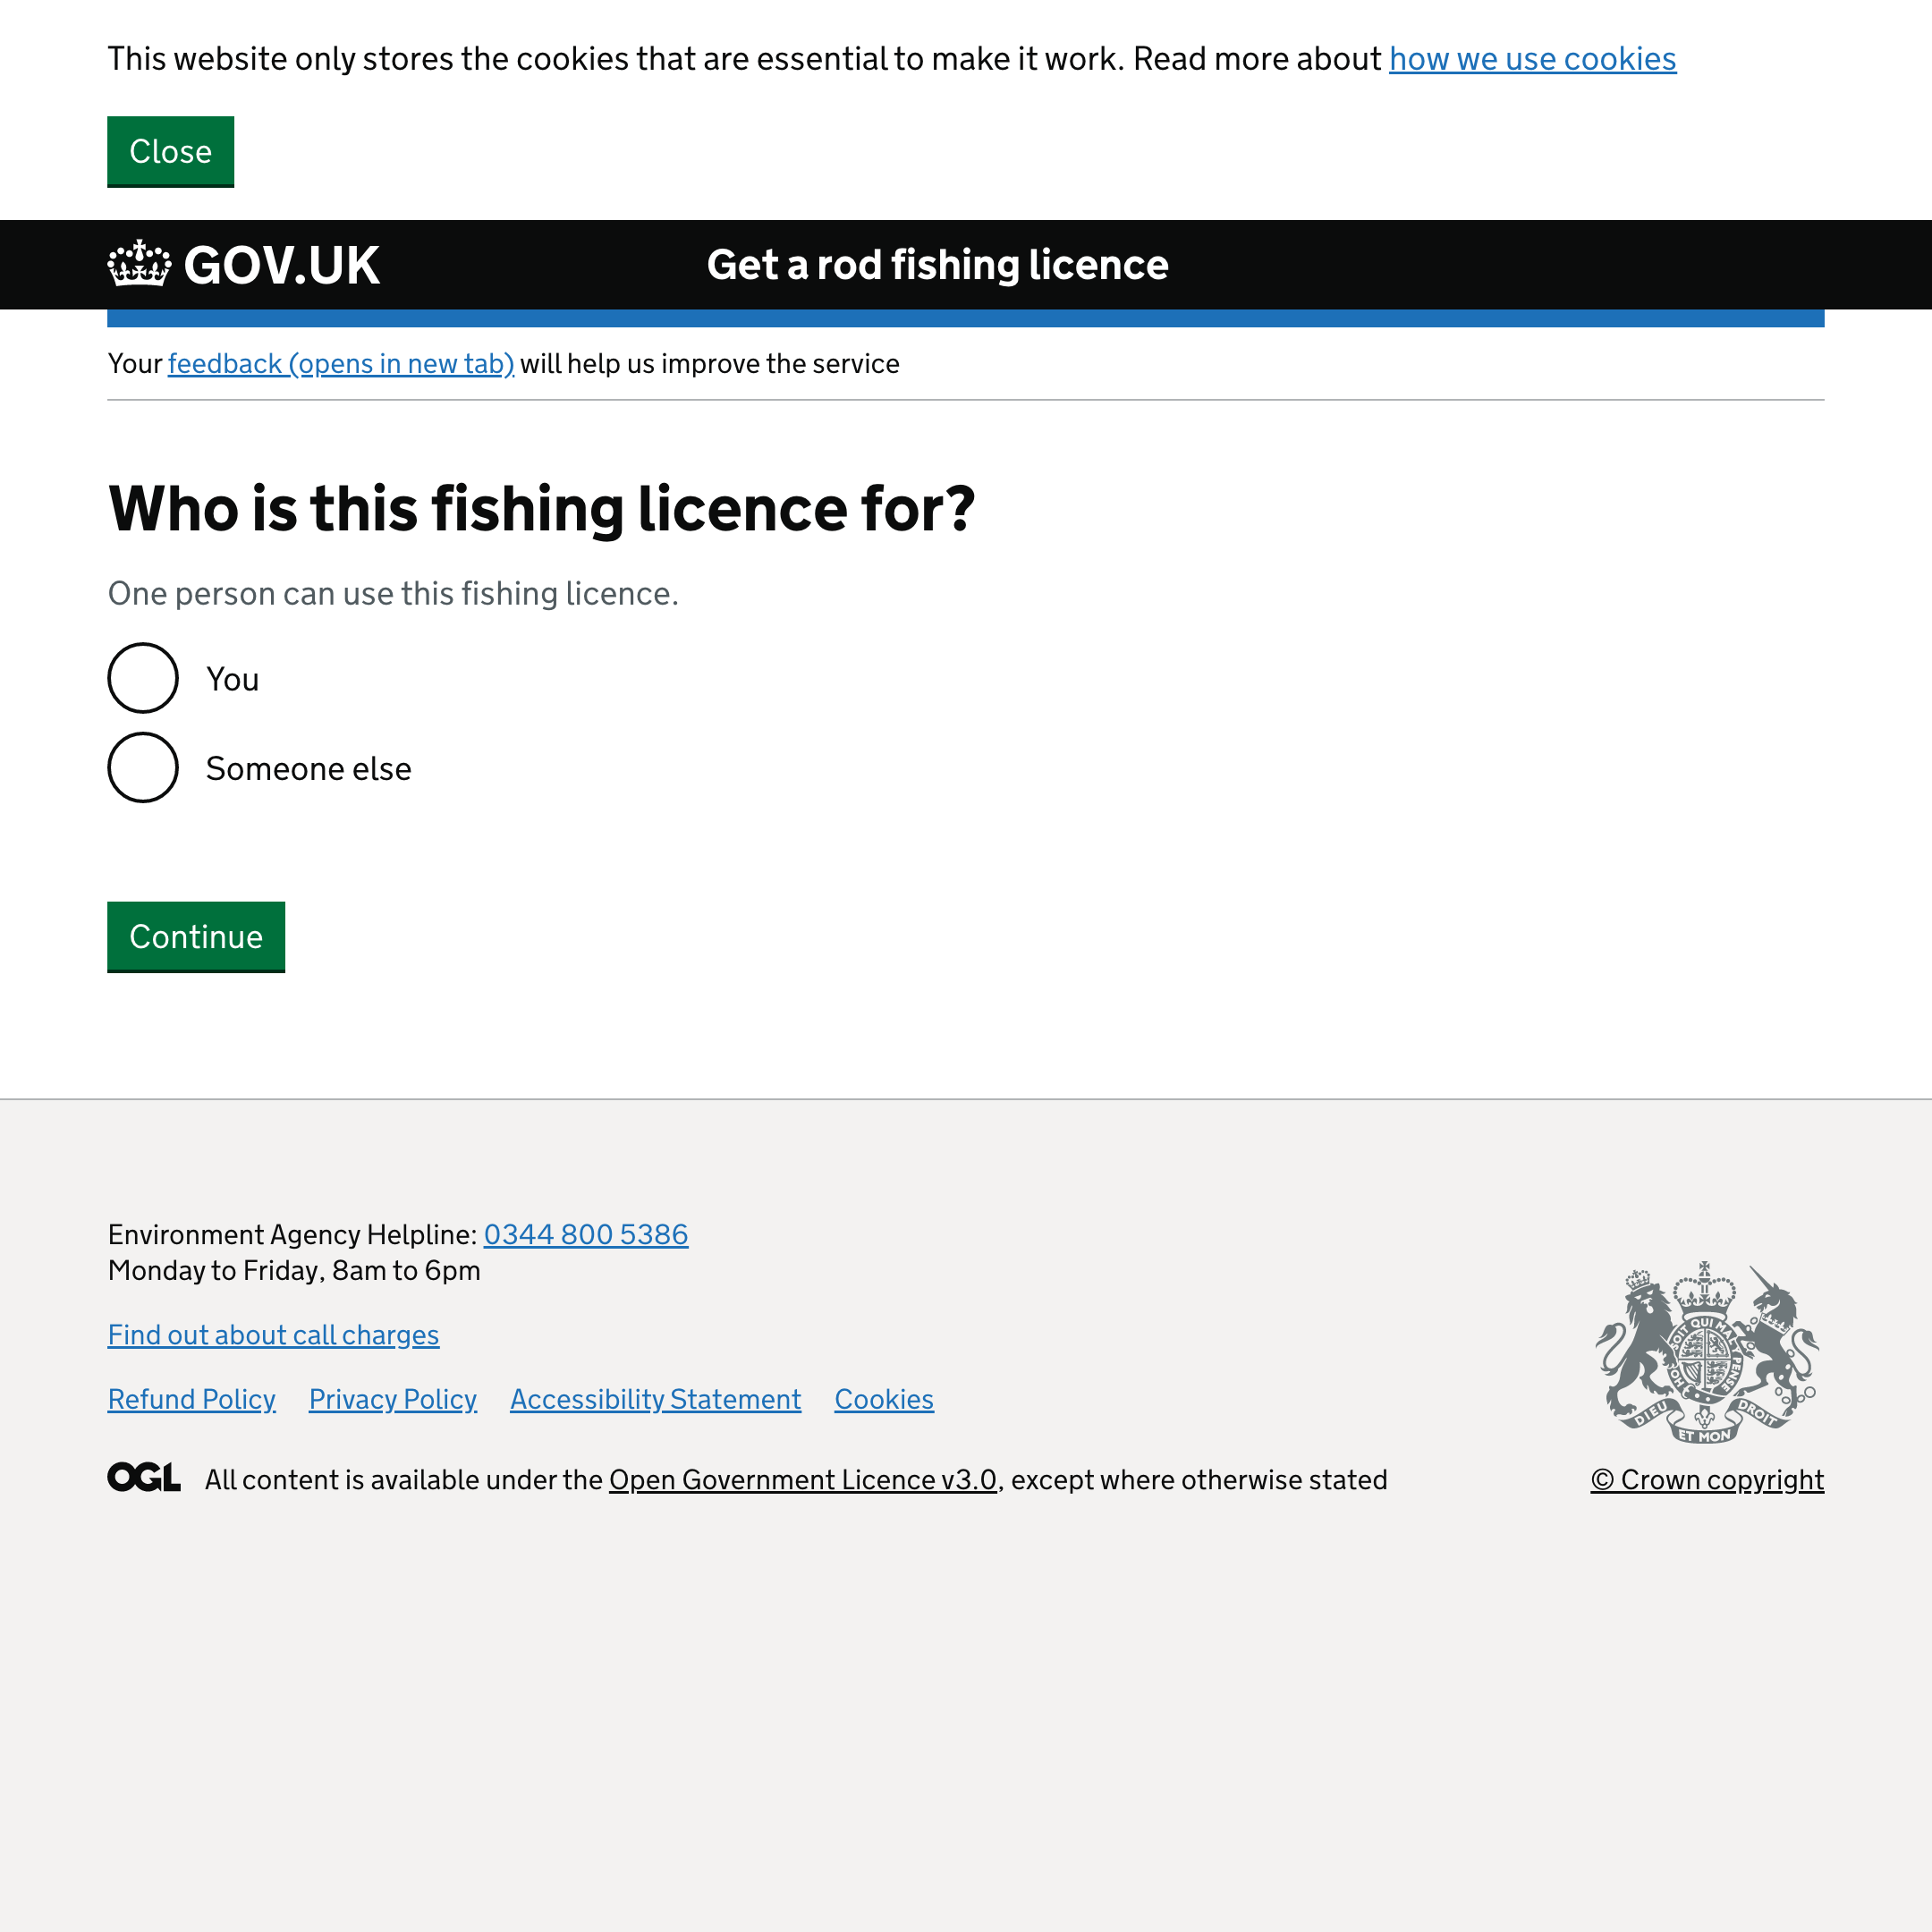 This website only stores the cookies that are essential to make it work. Read more about how we use cookies
Close
GOV.UK
Get a rod fishing licence
Your feedback (opens in new tab) will help us improve the service
Who is this fishing licence for?
One person can use this fishing licence.
You
Someone else
Continue
Environment Agency Helpline: 0344 800 5386
Monday to Friday, 8am to 6pm
Find out about call charges
Refund Policy Privacy Policy Accessibility Statement Cookies
SOIT QUI MAL Y PENSE
DIEU ET MON DROIT
OGL All content is available under the Open Government Licence v3.0, except where otherwise stated
© Crown copyright